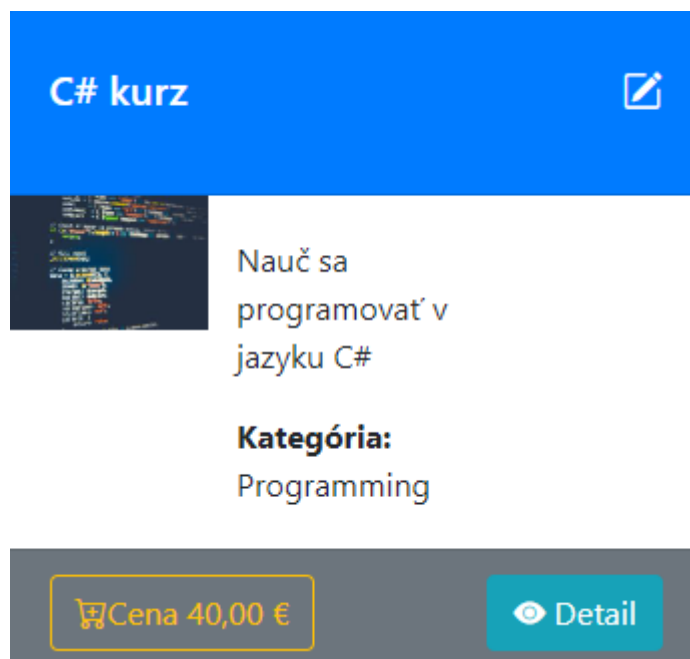 C# kurz
Nauč sa
programovať v
jazyku C#
Kategória:
Programming
Cena 40,00 €
Detail